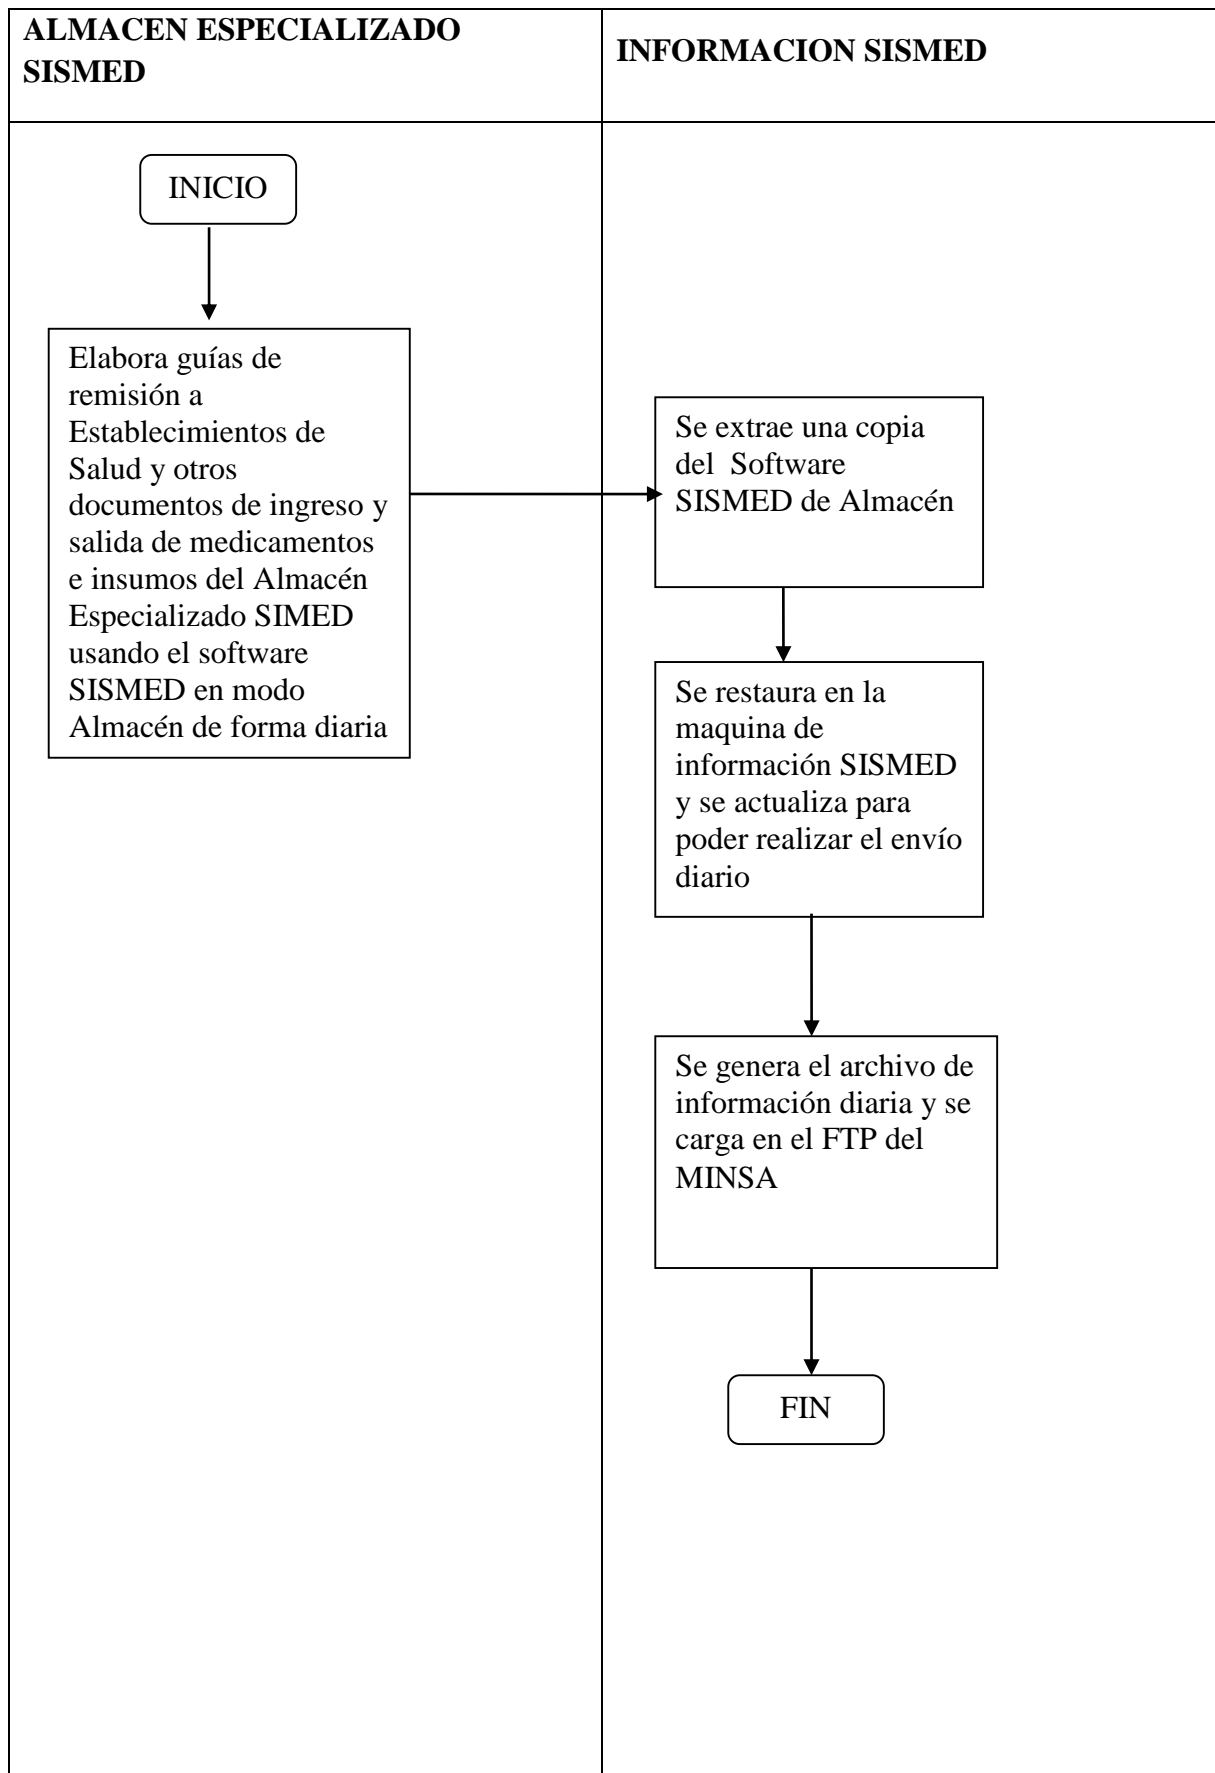 ALMACEN ESPECIALIZADO
SISMED
INFORMACION SISMED
INICIO
Elabora guías de
remisión a
Establecimientos de
Salud y otros
documentos de ingreso y
salida de medicamentos
e insumos del Almacén
Especializado SIMED
usando el software
SISMED en modo
Almacén de forma diaria
Se extrae una copia
del Software
SISMED de Almacén
Se restaura en la
maquina de
información SISMED
y se actualiza para
poder realizar el envío
diario
Se genera el archivo de
información diaria y se
carga en el FTP del
MINSA
FIN